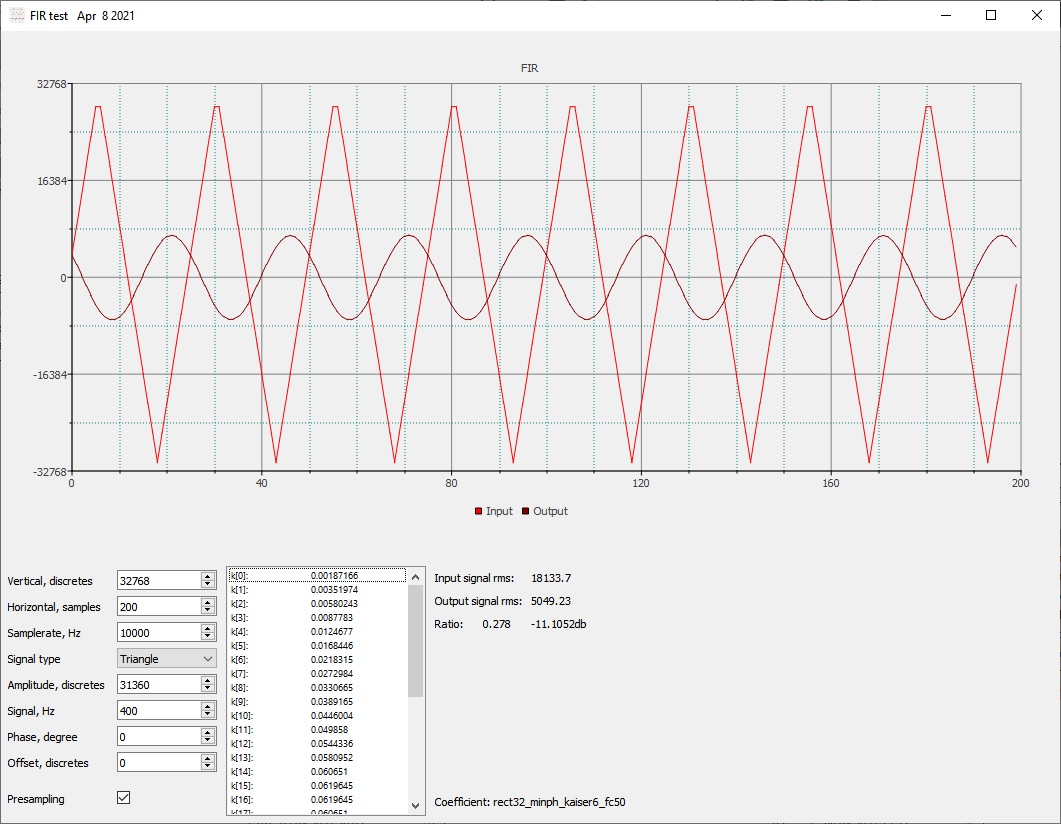 FIR test Apr 8 2021
FIR
32768
16384
0
-16384
-32768
0 40 80 120 160 200
Input Output
Vertical, discretes 32768
Horizontal, samples 200
Samplerate, Hz 10000
Signal type Triangle
Amplitude, discretes 31360
Signal, Hz 400
Phase, degree 0
Offset, discretes 0
Presampling
k[0]: 0.00187166
k[1]: 0.00351974
k[2]: 0.00580243
k[3]: 0.0087783
k[4]: 0.0124677
k[5]: 0.0168446
k[6]: 0.0218315
k[7]: 0.0272984
k[8]: 0.0330665
k[9]: 0.0389165
k[10]: 0.0446004
k[11]: 0.049858
k[12]: 0.0544336
k[13]: 0.0580952
k[14]: 0.060651
k[15]: 0.0619645
k[16]: 0.0619645
k[17]: 0.060651
Input signal rms: 18133.7
Output signal rms: 5049.23
Ratio: 0.278 -11.1052db
Coefficient: rect32_minph_kaiser6_fc50